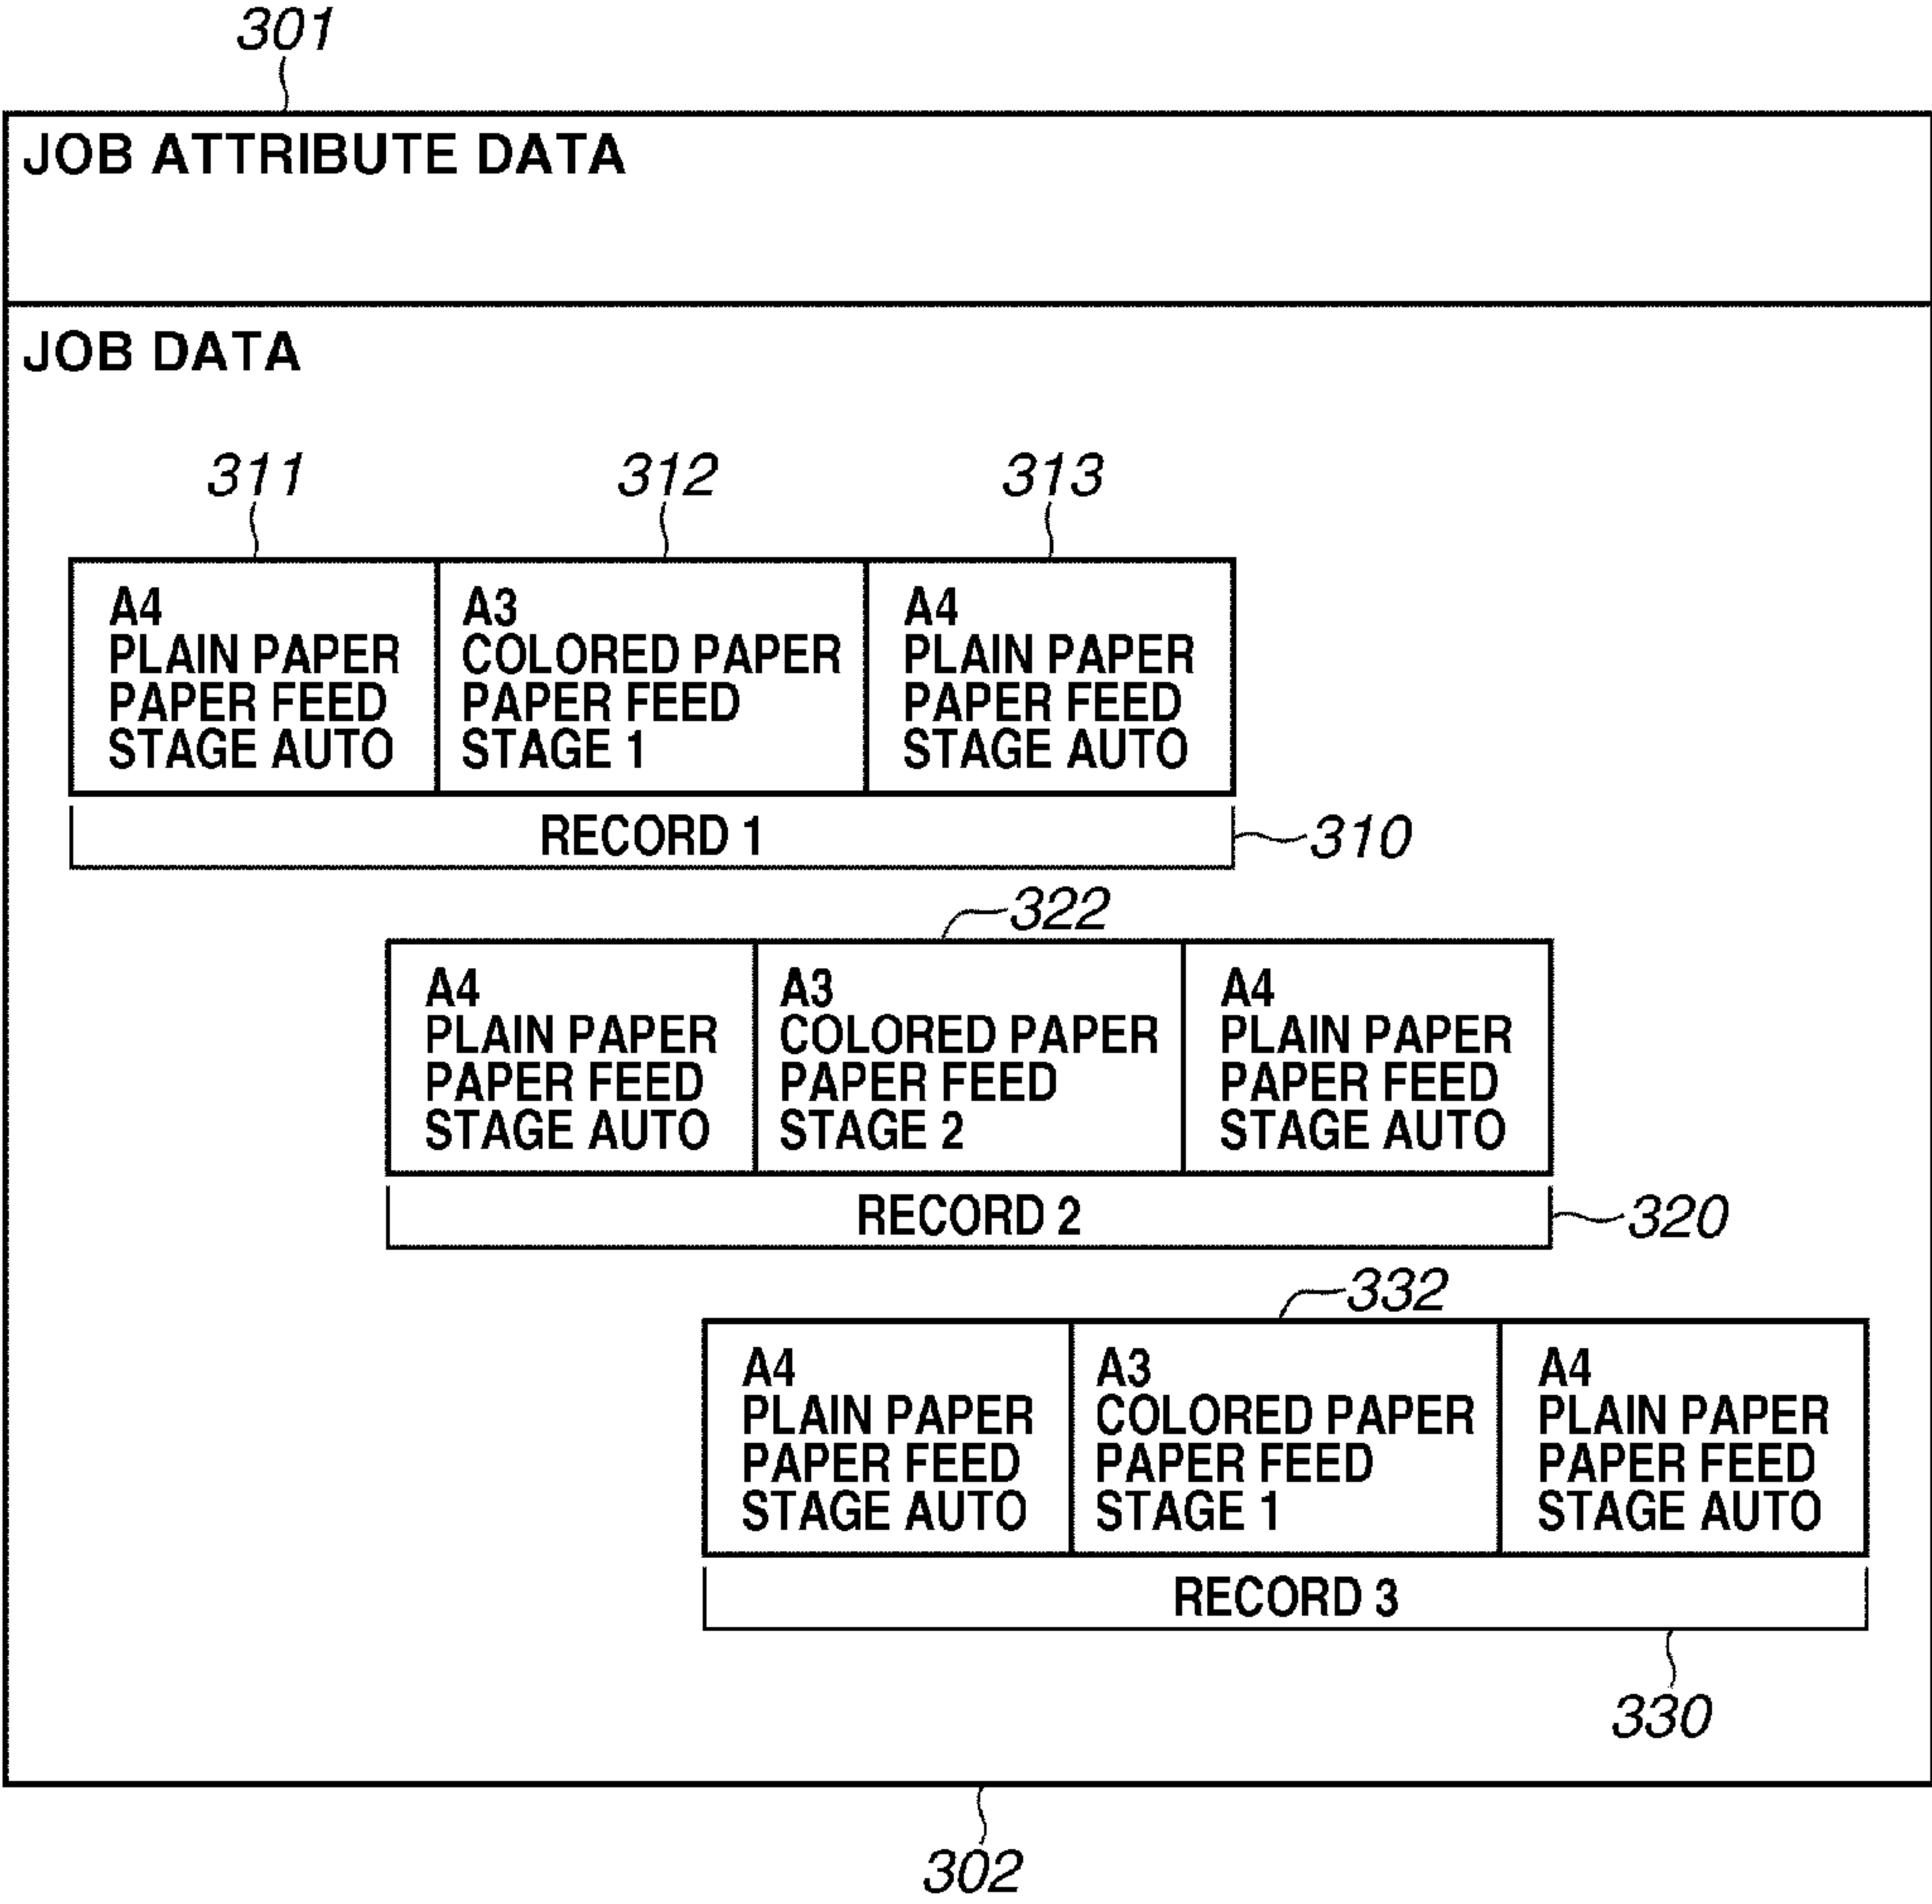 301
JOB ATTRIBUTE DATA
JOB DATA
311 312 313
A4
PLAIN PAPER
PAPER FEED
STAGE AUTO
A3
COLORED PAPER
PAPER FEED
STAGE 1
A4
PLAIN PAPER
PAPER FEED
STAGE AUTO
RECORD 1
310
322
A4
PLAIN PAPER
PAPER FEED
STAGE AUTO
A3
COLORED PAPER
PAPER FEED
STAGE 2
A4
PLAIN PAPER
PAPER FEED
STAGE AUTO
RECORD 2
320
332
A4
PLAIN PAPER
PAPER FEED
STAGE AUTO
A3
COLORED PAPER
PAPER FEED
STAGE 1
A4
PLAIN PAPER
PAPER FEED
STAGE AUTO
RECORD 3
330
302